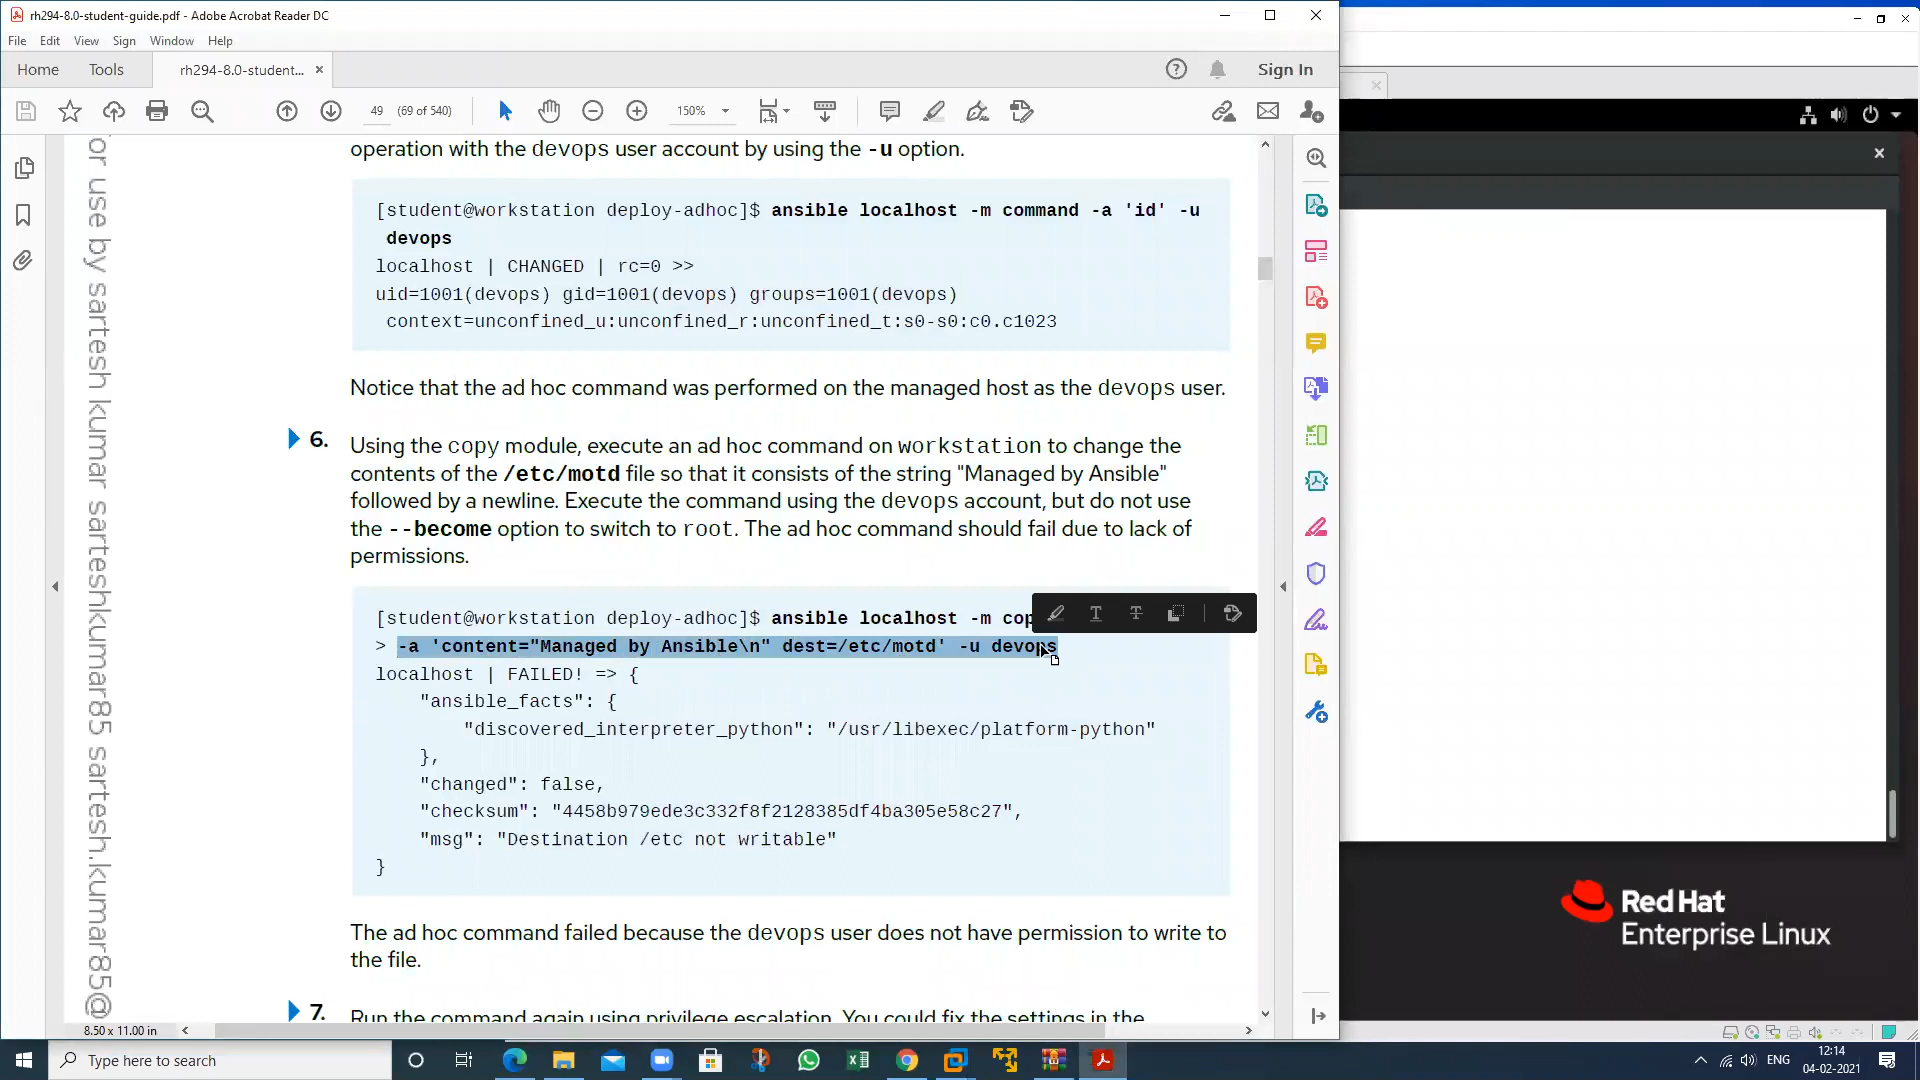 rh294-8.0-student-guide.pdf - Adobe Acrobat Reader DC
File Edit View Sign Window Help
Home Tools rh294-8.0-student... × Sign In
49 (69 of 540) 150%
operation with the devops user account by using the -u option.
[student@workstation deploy-adhoc]$ ansible localhost -m command -a 'id' -u
devops
localhost | CHANGED | rc=0 >>
uid=1001(devops) gid=1001(devops) groups=1001(devops)
context=unconfined_u:unconfined_r:unconfined_t:s0-s0:c0.c1023
Notice that the ad hoc command was performed on the managed host as the devops user.
6. Using the copy module, execute an ad hoc command on workstation to change the
contents of the /etc/motd file so that it consists of the string "Managed by Ansible"
followed by a newline. Execute the command using the devops account, but do not use
the --become option to switch to root. The ad hoc command should fail due to lack of
permissions.
[student@workstation deploy-adhoc]$ ansible localhost -m cop
> -a 'content="Managed by Ansible\n" dest=/etc/motd' -u devops
localhost | FAILED! => {
"ansible_facts": {
"discovered_interpreter_python": "/usr/libexec/platform-python"
},
"changed": false,
"checksum": "4458b979ede3c332f8f2128385df4ba305e58c27",
"msg": "Destination /etc not writable"
}
The ad hoc command failed because the devops user does not have permission to write to
the file.
7. Run the command again using privilege escalation. You could fix the settings in the
or use by sartesh kumar sarteshkumar85 sartesh.kumar85@
8.50 x 11.00 in
Red Hat
Enterprise Linux
Type here to search
ENG
12:14
04-02-2021